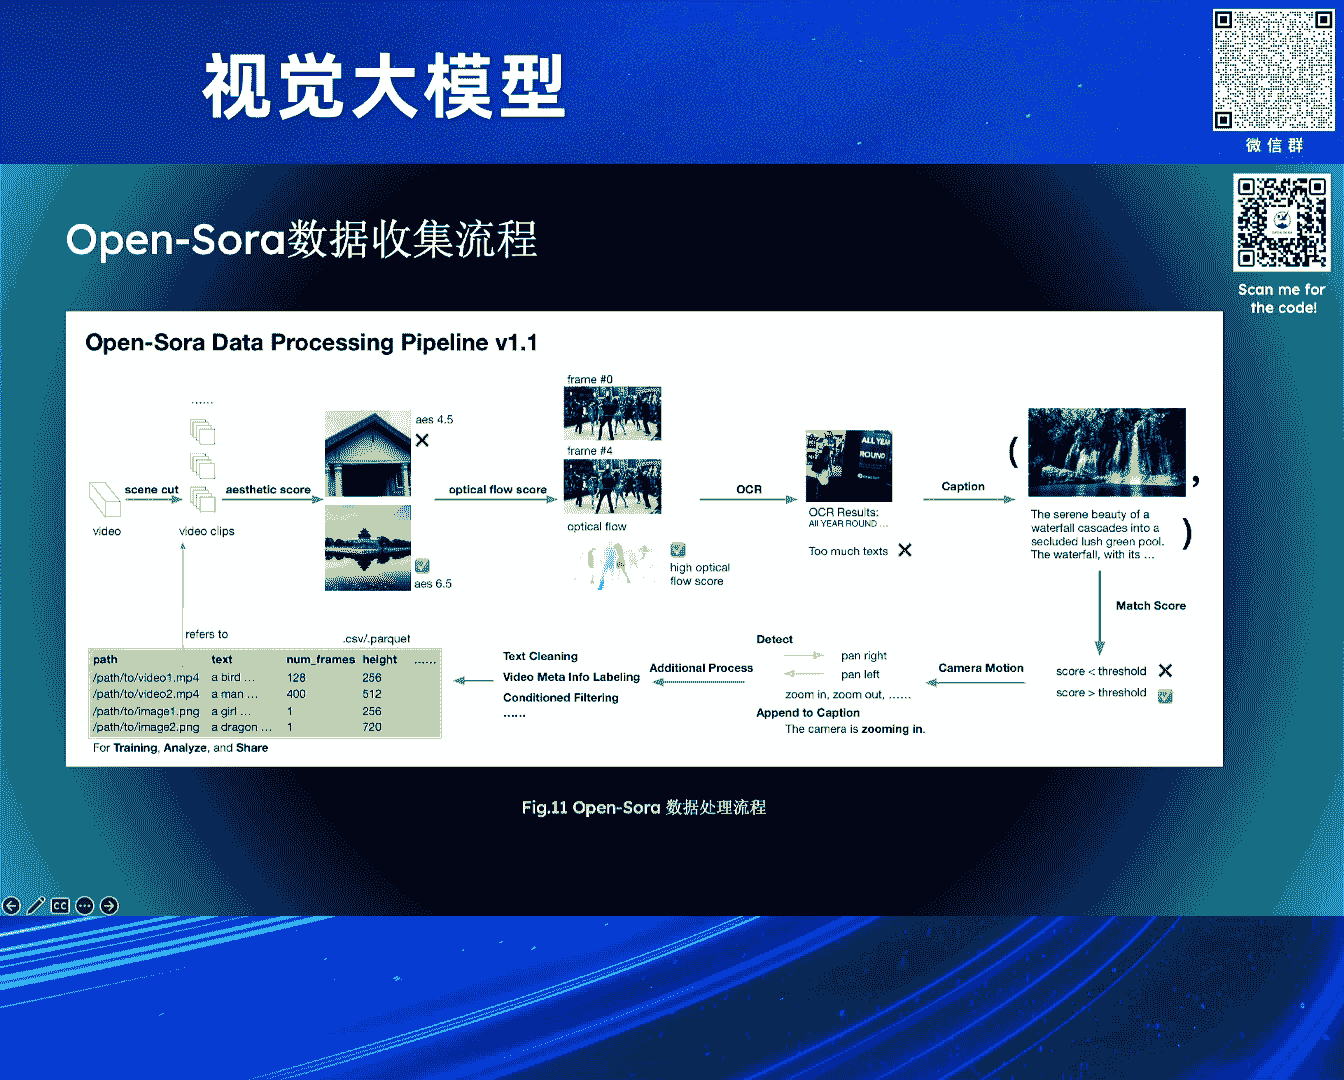 视觉大模型
微信群
Open-Sora数据收集流程
Scan me for
the code!
Open-Sora Data Processing Pipeline v1.1
......
video
scene cut
video clips
aesthetic score
aes 4.5
aes 6.5
optical flow score
frame #0
frame #4
optical flow
high optical
flow score
OCR
ALL YEAR
ROUND
OCR Results:
All YEAR ROUND ...
Too much texts
Caption
( , )
The serene beauty of a
waterfall cascades into a
secluded lush green pool.
The waterfall, with its ...
Match Score
score < threshold
score > threshold
Camera Motion
Detect
pan right
pan left
zoom in, zoom out, ......
Append to Caption
The camera is zooming in.
Additional Process
Text Cleaning
Video Meta Info Labeling
Conditioned Filtering
......
refers to
.csv/.parquet
path text num_frames height ......
/path/to/video1.mp4 a bird ... 128 256
/path/to/video2.mp4 a man ... 400 512
/path/to/image1.png a girl ... 1 256
/path/to/image2.png a dragon ... 1 720
For Training, Analyze, and Share
Fig.11 Open-Sora 数据处理流程
CC